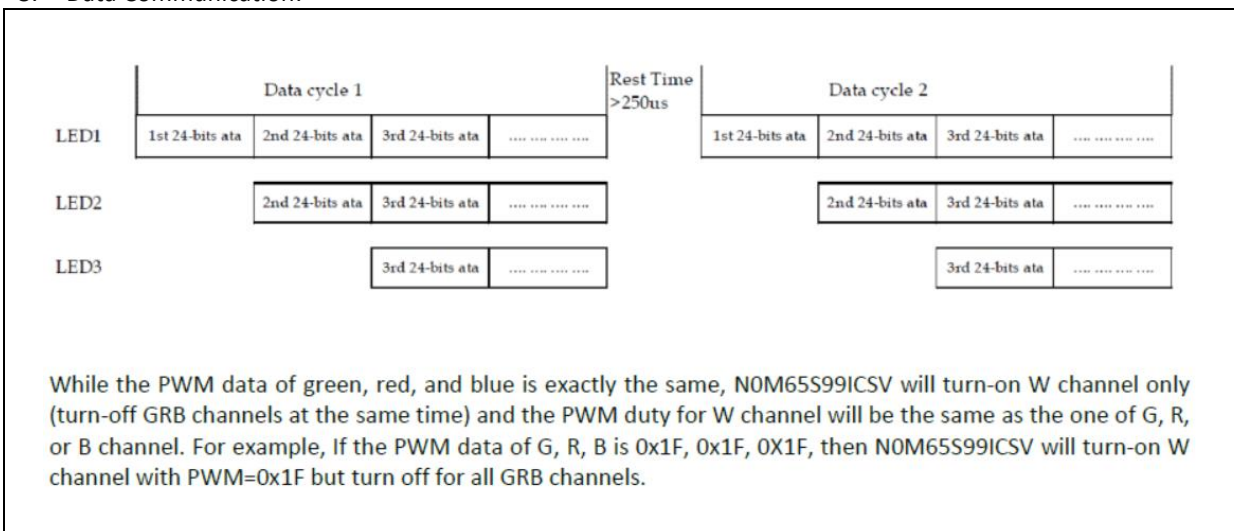 Data Communication:
Data cycle 1
Rest Time
>250us
Data cycle 2
LED1 1st 24-bits ata 2nd 24-bits ata 3rd 24-bits ata .... .... .... .... 1st 24-bits ata 2nd 24-bits ata 3rd 24-bits ata .... .... .... ....
LED2 2nd 24-bits ata 3rd 24-bits ata .... .... .... .... 2nd 24-bits ata 3rd 24-bits ata .... .... .... ....
LED3 3rd 24-bits ata .... .... .... .... 3rd 24-bits ata .... .... .... ....
While the PWM data of green, red, and blue is exactly the same, N0M65S99ICSV will turn-on W channel only
(turn-off GRB channels at the same time) and the PWM duty for W channel will be the same as the one of G, R,
or B channel. For example, If the PWM data of G, R, B is 0x1F, 0x1F, 0X1F, then N0M65S99ICSV will turn-on W
channel with PWM=0x1F but turn off for all GRB channels.